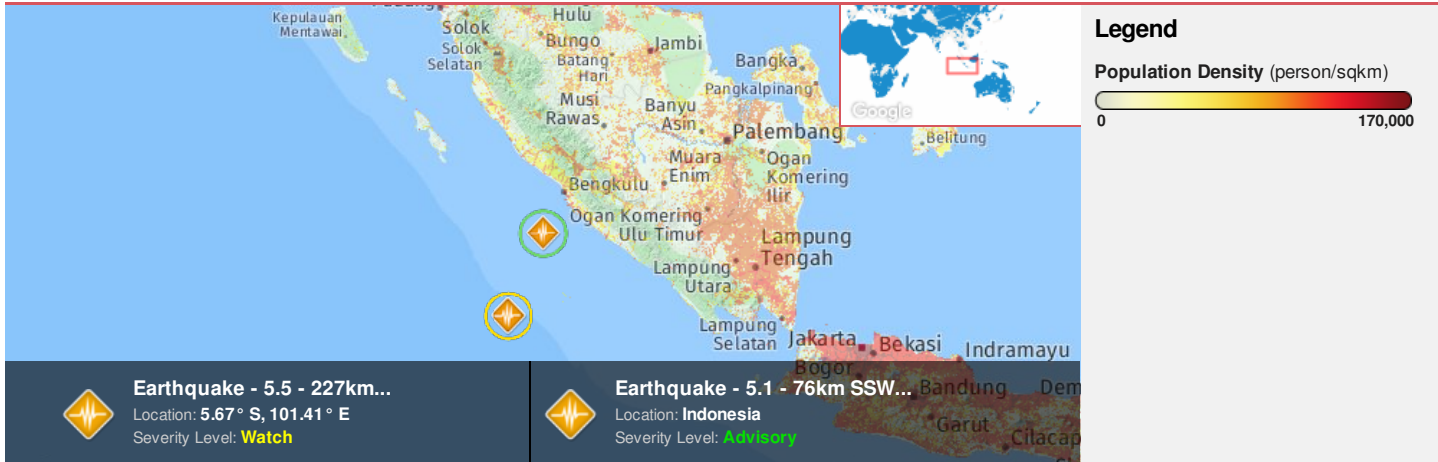 Kepulauan
Mentawai
Solok
Solok
Selatan
Hulu
Bungo
Batang
Hari
Jambi
Musi
Rawas
Banyu
Asin
Bangka
Pangkalpinang
Palembang
Belitung
Muara
Enim
Ogan
Komering
Ilir
Bengkulu
Ogan Komering
Ulu Timur
Lampung
Tengah
Lampung
Utara
Lampung
Selatan
Jakarta
Bekasi
Indramayu
Bogor
Bandung
Garut
Cilacap
Google
Legend
Population Density (person/sqkm)
0 170,000
Earthquake - 5.5 - 227km...
Location: 5.67° S, 101.41° E
Severity Level: Watch
Earthquake - 5.1 - 76km SSW...
Location: Indonesia
Severity Level: Advisory